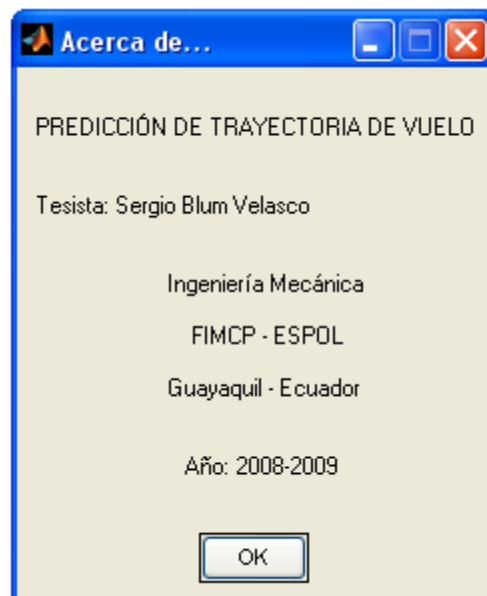 Acerca de...
PREDICCIÓN DE TRAYECTORIA DE VUELO
Tesista: Sergio Blum Velasco
Ingeniería Mecánica
FIMCP - ESPOL
Guayaquil - Ecuador
Año: 2008-2009
OK